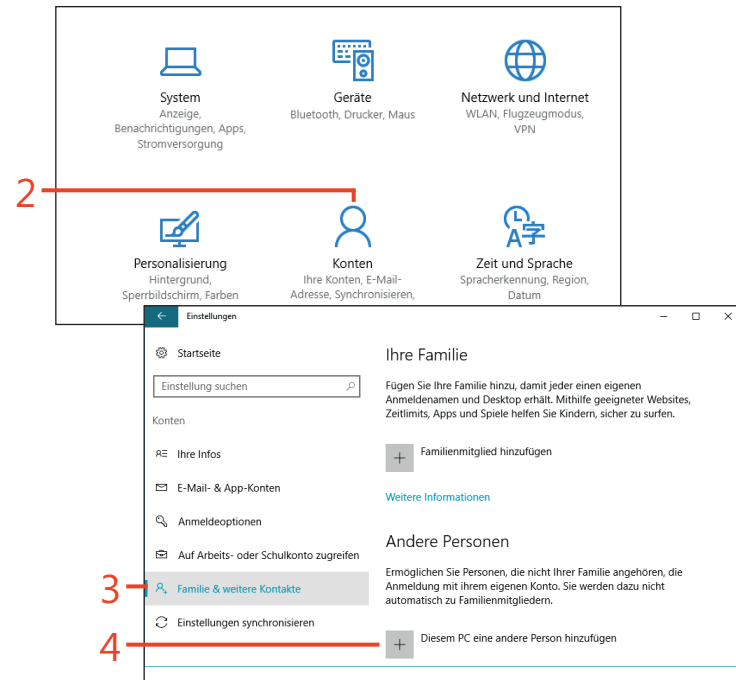 System
Anzeige,
Benachrichtigungen, Apps,
Stromversorgung
Geräte
Bluetooth, Drucker, Maus
Netzwerk und Internet
WLAN, Flugzeugmodus,
VPN
2
Personalisierung
Hintergrund,
Sperrbildschirm, Farben
Konten
Ihre Konten, E-Mail-
Adresse, Synchronisieren,
A字
Zeit und Sprache
Spracherkennung, Region,
Datum
Einstellungen
Startseite
Einstellung suchen
Konten
Ihre Infos
E-Mail- & App-Konten
Anmeldeoptionen
Auf Arbeits- oder Schulkonto zugreifen
3
Familie & weitere Kontakte
Einstellungen synchronisieren
Ihre Familie
Fügen Sie Ihre Familie hinzu, damit jeder einen eigenen
Anmeldenamen und Desktop erhält. Mithilfe geeigneter Websites,
Zeitlimits, Apps und Spiele helfen Sie Kindern, sicher zu surfen.
Familienmitglied hinzufügen
Weitere Informationen
Andere Personen
Ermöglichen Sie Personen, die nicht Ihrer Familie angehören, die
Anmeldung mit ihrem eigenen Konto. Sie werden dazu nicht
automatisch zu Familienmitgliedern.
4
Diesem PC eine andere Person hinzufügen